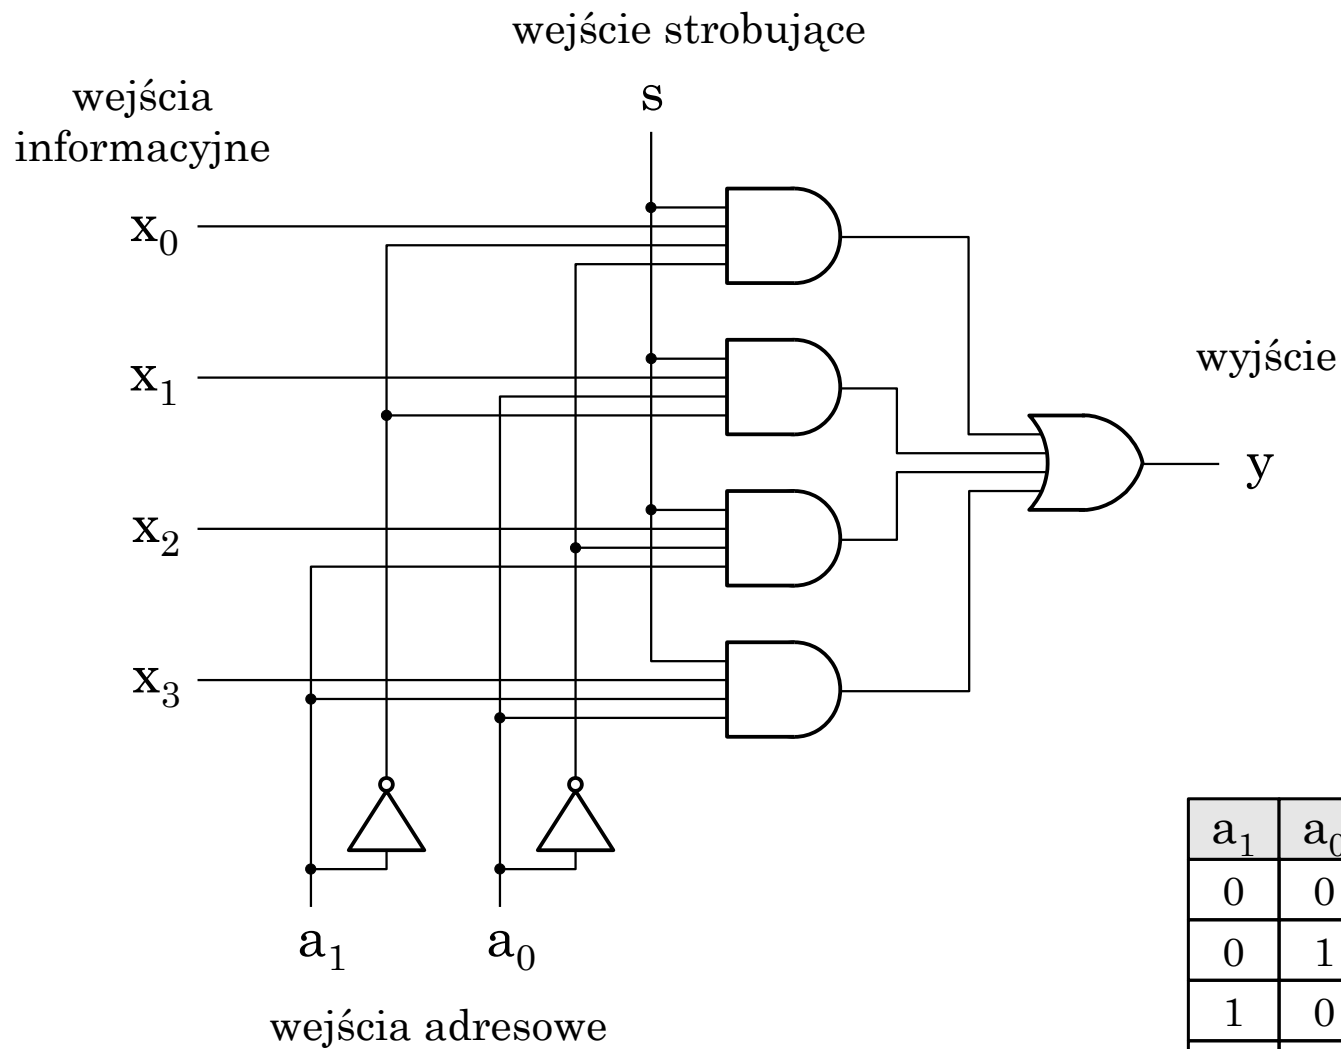 wejście strobujące
wejścia
informacyjne
s
x₀
x₁
wyjście
y
x₂
x₃
a₁ a₀
wejścia adresowe
a₁ a₀
0 0
0 1
1 0